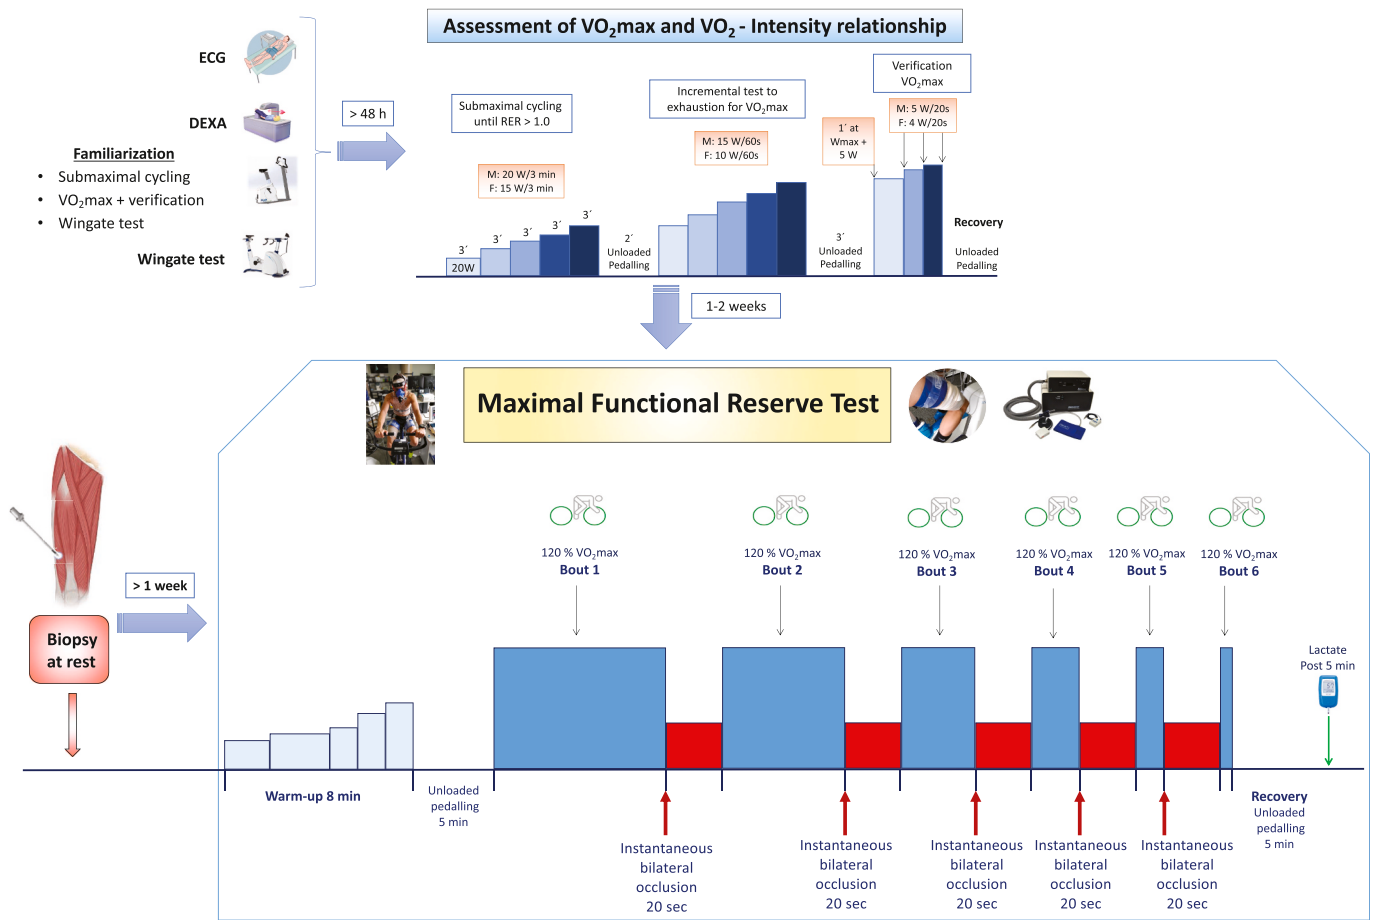 Assessment of VO2max and VO2 - Intensity relationship
ECG
DEXA
Familiarization
• Submaximal cycling
• VO2max + verification
• Wingate test
Wingate test
> 48 h
Submaximal cycling
until RER > 1.0
M: 20 W/3 min
F: 15 W/3 min
3´
3´
3´
3´
3´
20W
2´
Unloaded
Pedalling
Incremental test to
exhaustion for VO2max
M: 15 W/60s
F: 10 W/60s
3´
Unloaded
Pedalling
1´ at
Wmax +
5 W
Verification
VO2max
M: 5 W/20s
F: 4 W/20s
Recovery
Unloaded
Pedalling
1-2 weeks
Maximal Functional Reserve Test
Biopsy
at rest
> 1 week
120 % VO2max
Bout 1
120 % VO2max
Bout 2
120 % VO2max
Bout 3
120 % VO2max
Bout 4
120 % VO2max
Bout 5
120 % VO2max
Bout 6
Lactate
Post 5 min
Warm-up 8 min
Unloaded
pedalling
5 min
Instantaneous
bilateral
occlusion
20 sec
Instantaneous
bilateral
occlusion
20 sec
Instantaneous
bilateral
occlusion
20 sec
Instantaneous
bilateral
occlusion
20 sec
Instantaneous
bilateral
occlusion
20 sec
Recovery
Unloaded
pedalling
5 min